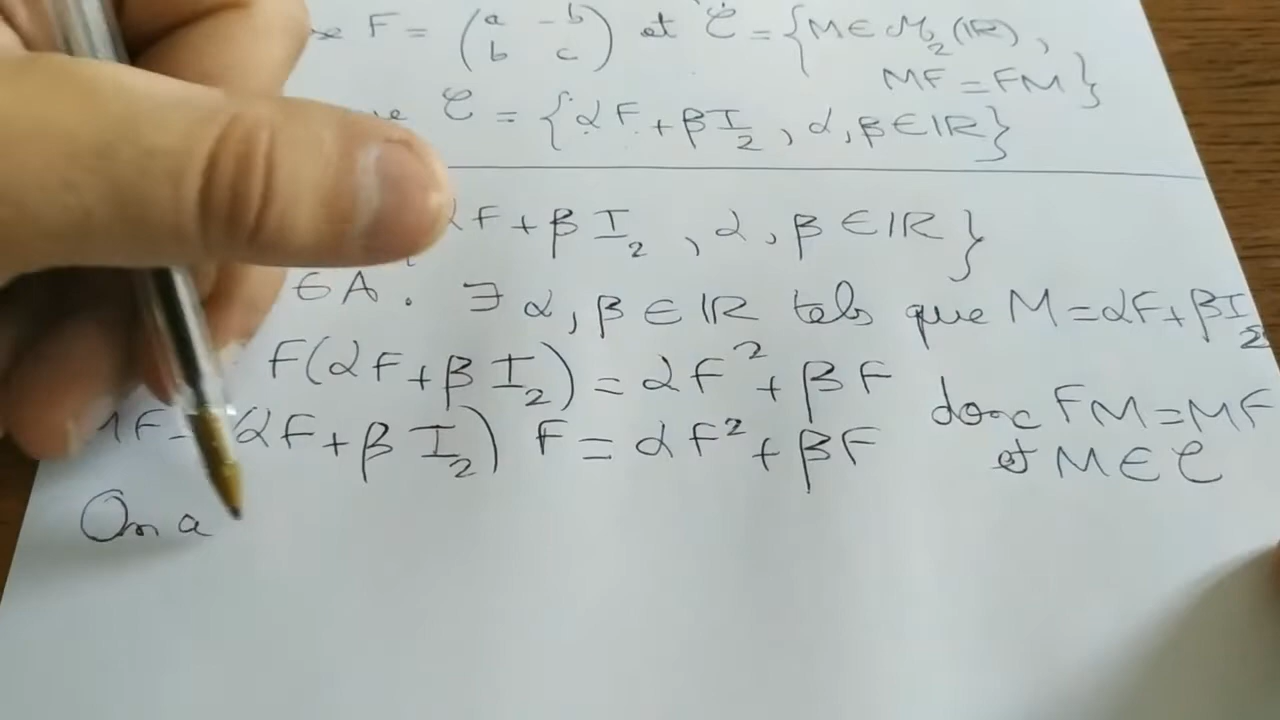 F = (a -b
b c) et 𝒞 = {M ∈ ℳ₂(ℝ),
MF = FM}
𝒞 = {αF + βI₂, α, β ∈ ℝ}
αF + βI₂, α, β ∈ ℝ}
∈ A. ∃ α, β ∈ ℝ tels que M = αF + βI₂
F(αF + βI₂) = αF² + βF
(αF + βI₂) F = αF² + βF donc FM = MF
et M ∈ 𝒞
On a